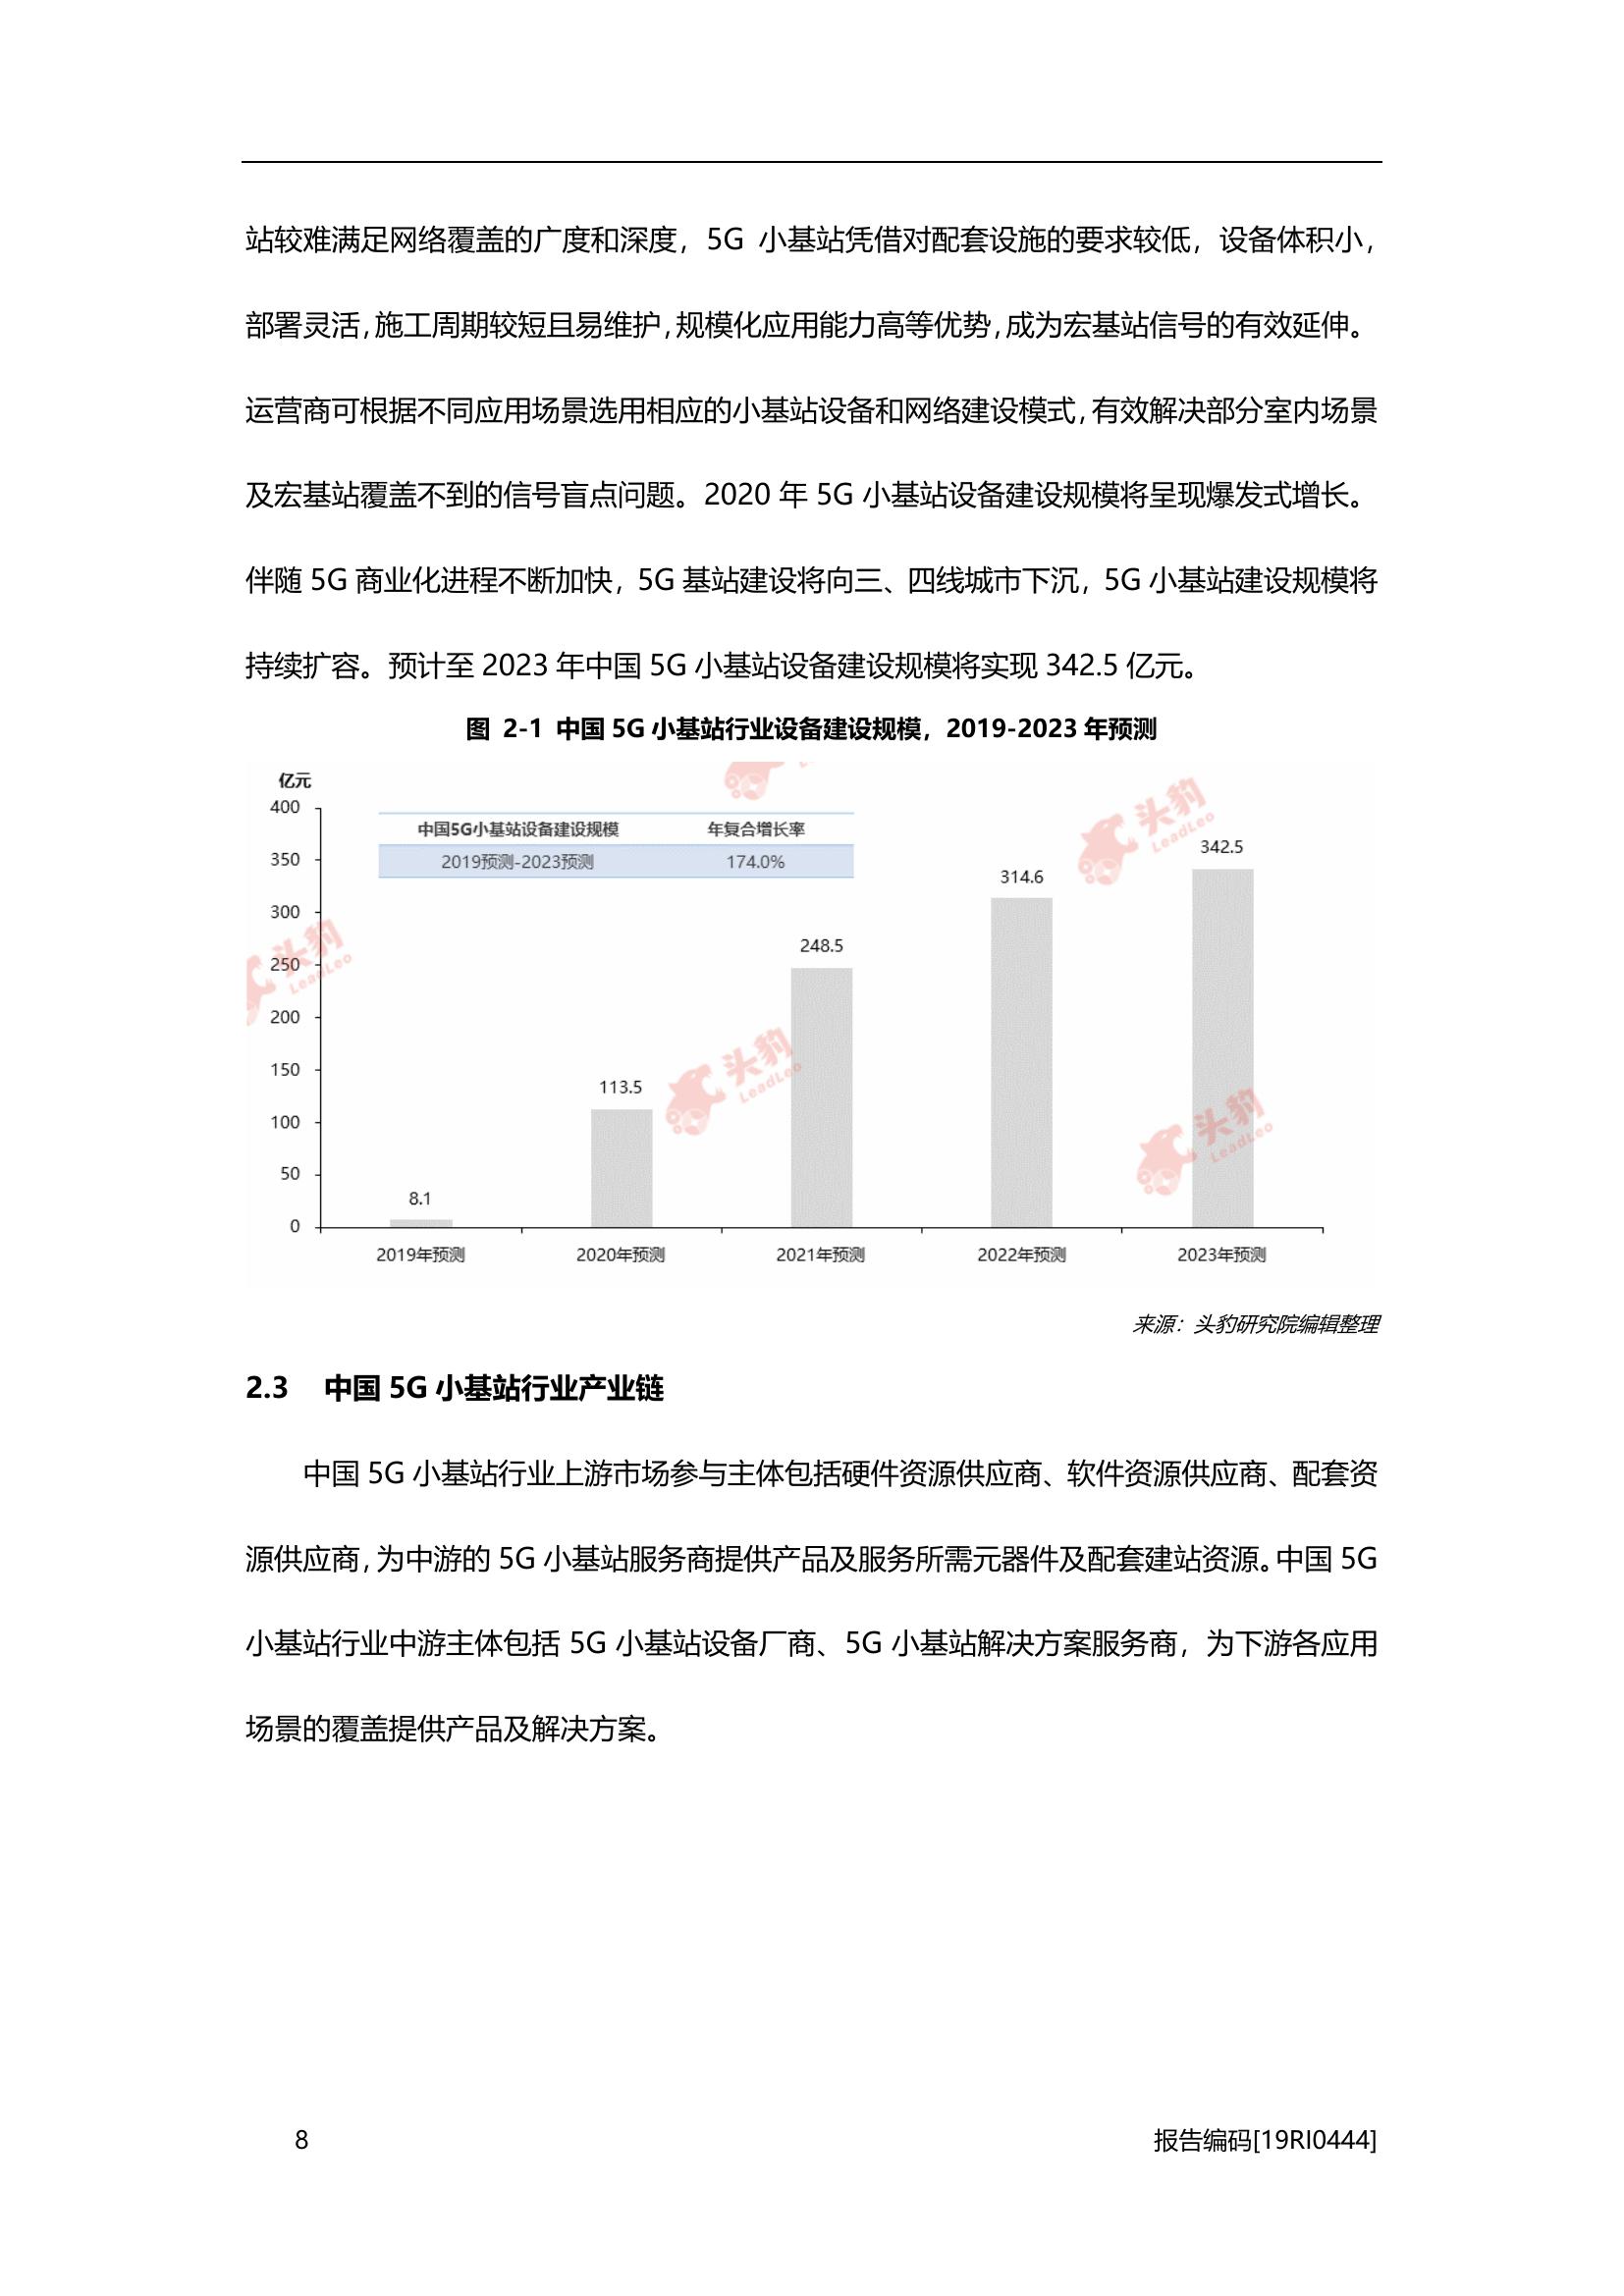 站较难满足网络覆盖的广度和深度，5G 小基站凭借对配套设施的要求较低，设备体积小，
部署灵活，施工周期较短且易维护，规模化应用能力高等优势，成为宏基站信号的有效延伸。
运营商可根据不同应用场景选用相应的小基站设备和网络建设模式，有效解决部分室内场景
及宏基站覆盖不到的信号盲点问题。2020 年 5G 小基站设备建设规模将呈现爆发式增长。
伴随 5G 商业化进程不断加快，5G 基站建设将向三、四线城市下沉，5G 小基站建设规模将
持续扩容。预计至 2023 年中国 5G 小基站设备建设规模将实现 342.5 亿元。
图 2-1 中国 5G 小基站行业设备建设规模，2019-2023 年预测
亿元
400
350
300
250
200
150
100
50
0
中国5G小基站设备建设规模 年复合增长率
2019预测-2023预测 174.0%
8.1
113.5
248.5
314.6
342.5
2019年预测 2020年预测 2021年预测 2022年预测 2023年预测
头豹
LeadLeo
头豹
LeadLeo
头豹
LeadLeo
头豹
LeadLeo
来源：头豹研究院编辑整理
2.3 中国 5G 小基站行业产业链
中国 5G 小基站行业上游市场参与主体包括硬件资源供应商、软件资源供应商、配套资
源供应商，为中游的 5G 小基站服务商提供产品及服务所需元器件及配套建站资源。中国 5G
小基站行业中游主体包括 5G 小基站设备厂商、5G 小基站解决方案服务商，为下游各应用
场景的覆盖提供产品及解决方案。
8 报告编码[19RI0444]